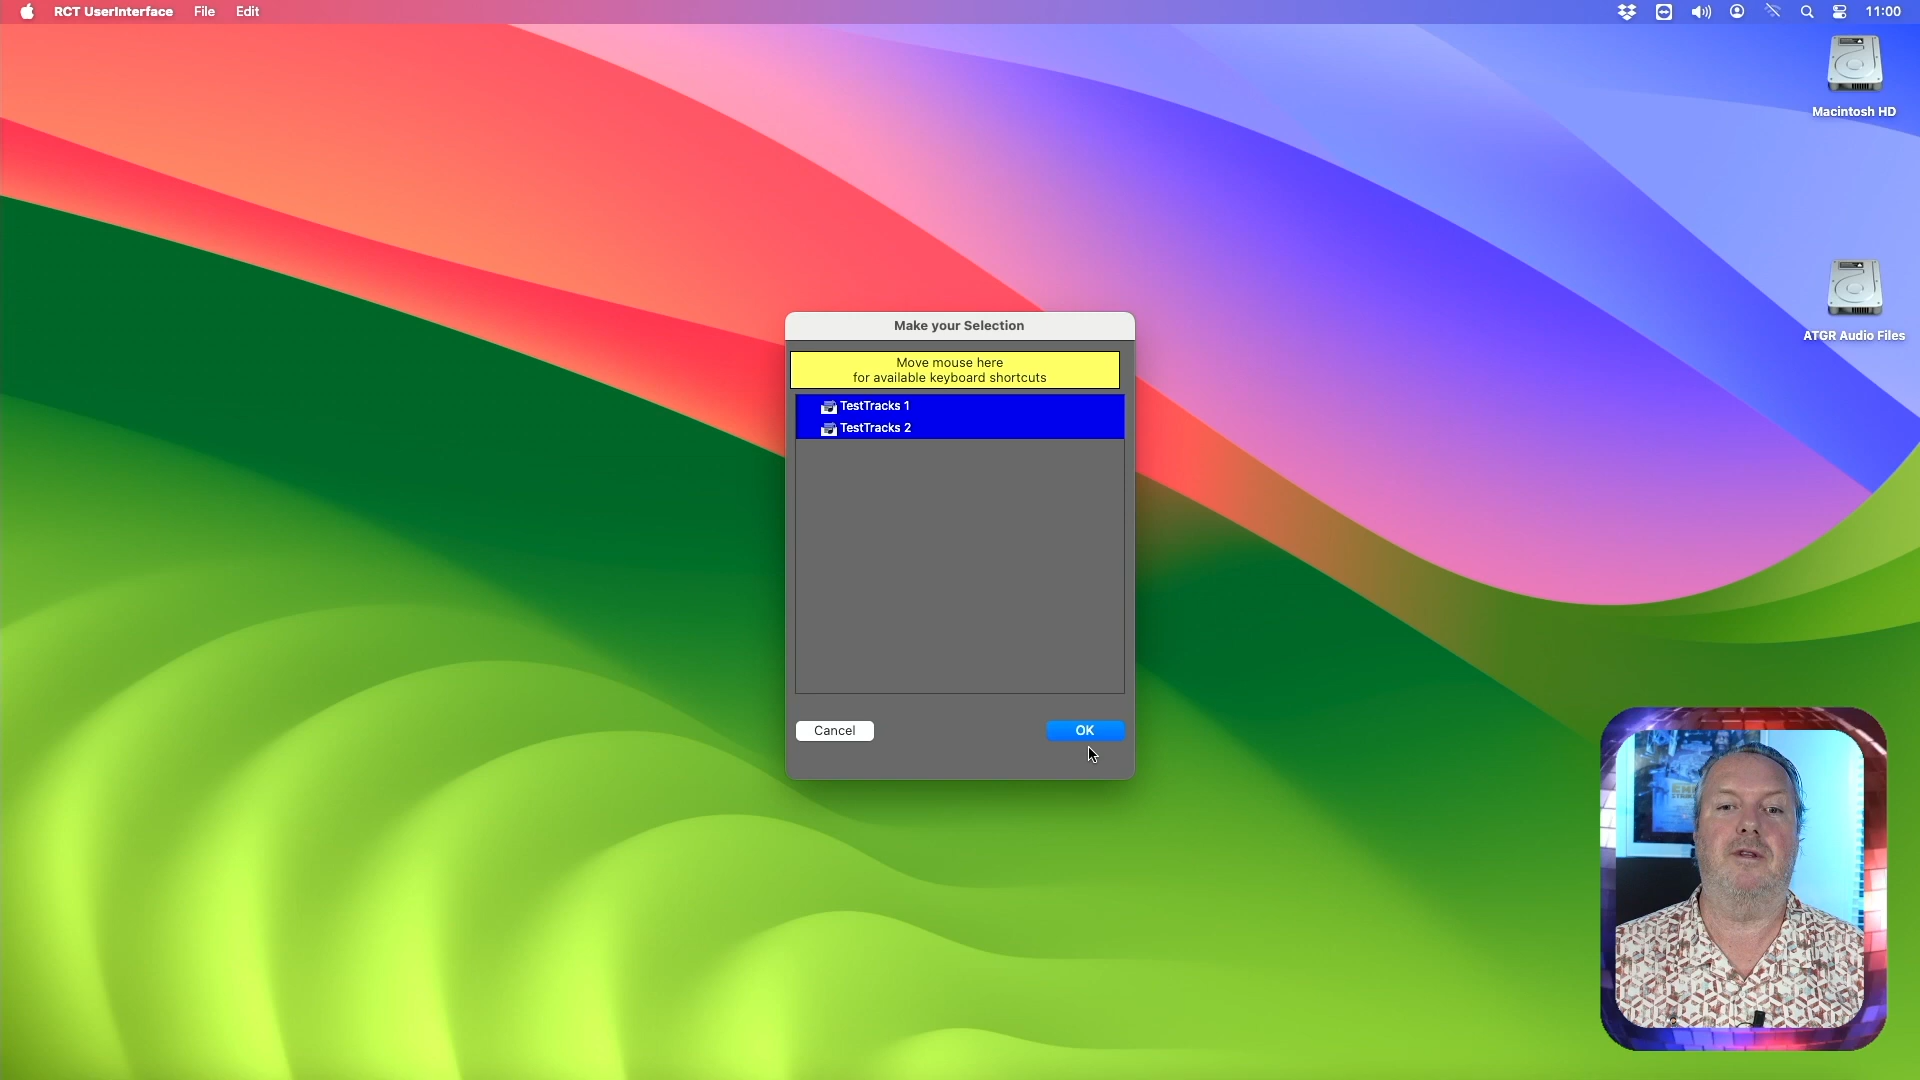 RCT UserInterface File Edit 11:00
Macintosh HD
ATGR Audio Files
Make your Selection
Move mouse here
for available keyboard shortcuts
TestTracks 1
TestTracks 2
Cancel OK